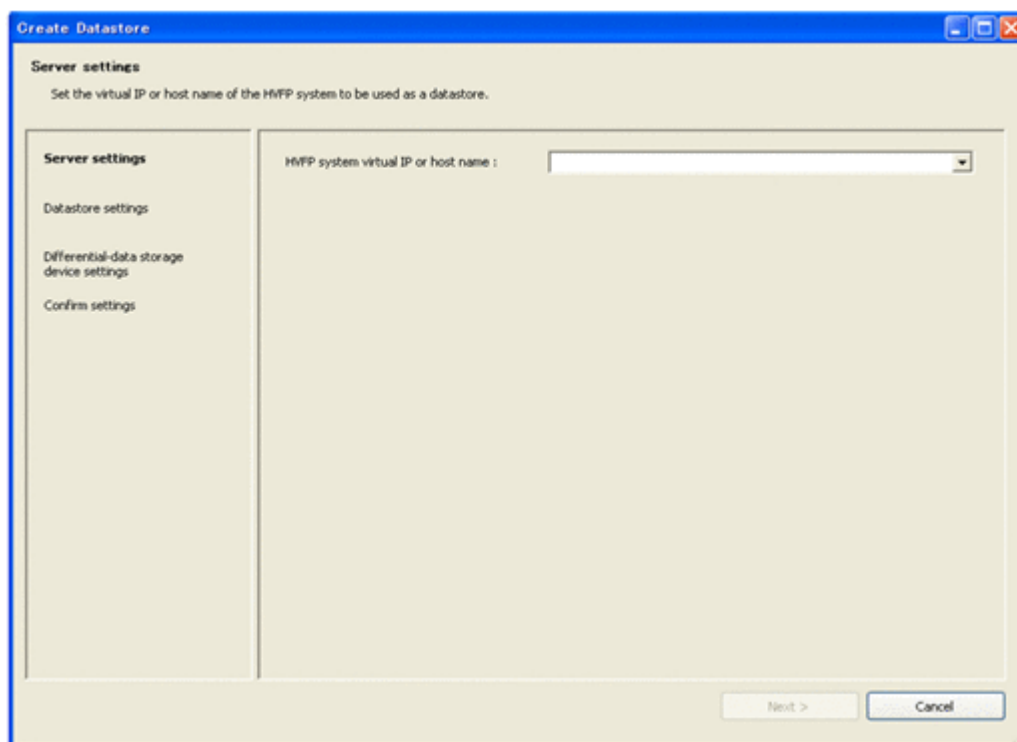 Create Datastore
Server settings
Set the virtual IP or host name of the HVFP system to be used as a datastore.
Server settings
HVFP system virtual IP or host name :
Datastore settings
Differential-data storage
device settings
Confirm settings
Next >
Cancel